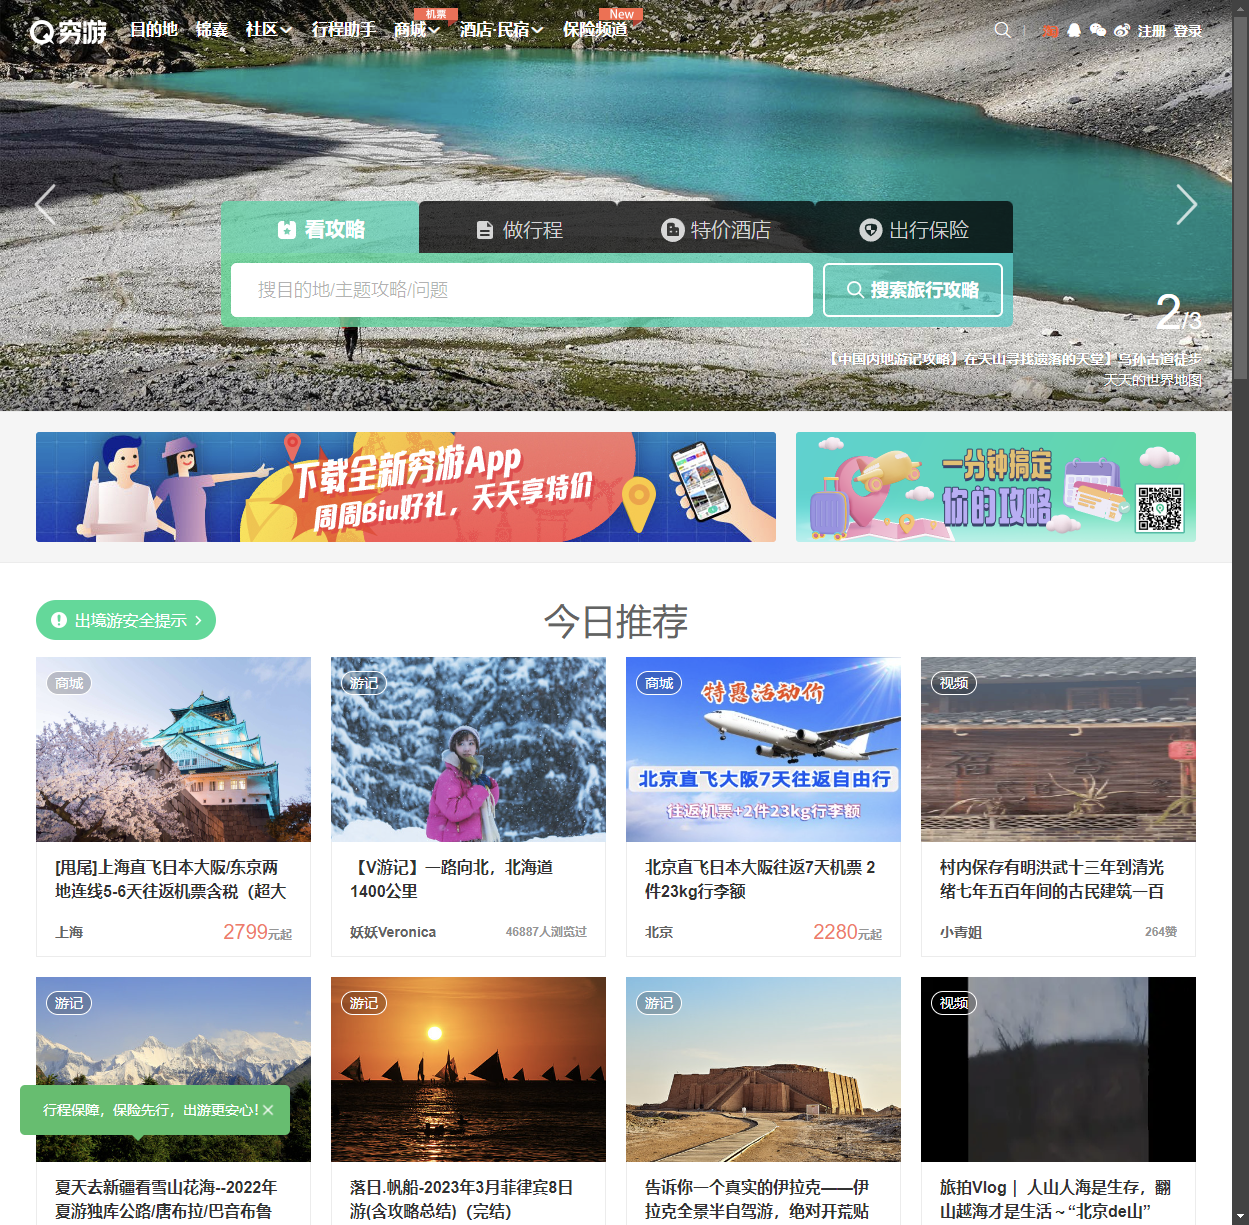 穷游
目的地 锦囊 社区 行程助手 商城 机票 酒店·民宿 保险频道 New
注册 登录
看攻略 做行程 特价酒店 出行保险
搜目的地/主题攻略/问题 搜索旅行攻略
2/3
【中国内地游记攻略】在天山寻找遗落的天堂】乌孙古道徒步
天天的世界地图
下载全新穷游App
周周Biu好礼，天天享特价
一分钟搞定
你的攻略
出境游安全提示
今日推荐
商城 游记 商城 视频
特惠活动价
北京直飞大阪7天往返自由行
往返机票+2件23kg行李额
[甩尾]上海直飞日本大阪/东京两
地连线5-6天往返机票含税（超大
上海 2799元起
【V游记】一路向北，北海道
1400公里
妖妖Veronica 46887人浏览过
北京直飞日本大阪往返7天机票 2
件23kg行李额
北京 2280元起
村内保存有明洪武十三年到清光
绪七年五百年间的古民建筑一百
小青姐 264赞
游记 游记 游记 视频
行程保障，保险先行，出游更安心！
夏天去新疆看雪山花海--2022年
夏游独库公路/唐布拉/巴音布鲁
落日.帆船-2023年3月菲律宾8日
游(含攻略总结)（完结）
告诉你一个真实的伊拉克——伊
拉克全景半自驾游，绝对开荒贴
旅拍Vlog｜ 人山人海是生存，翻
山越海才是生活～“北京de山”